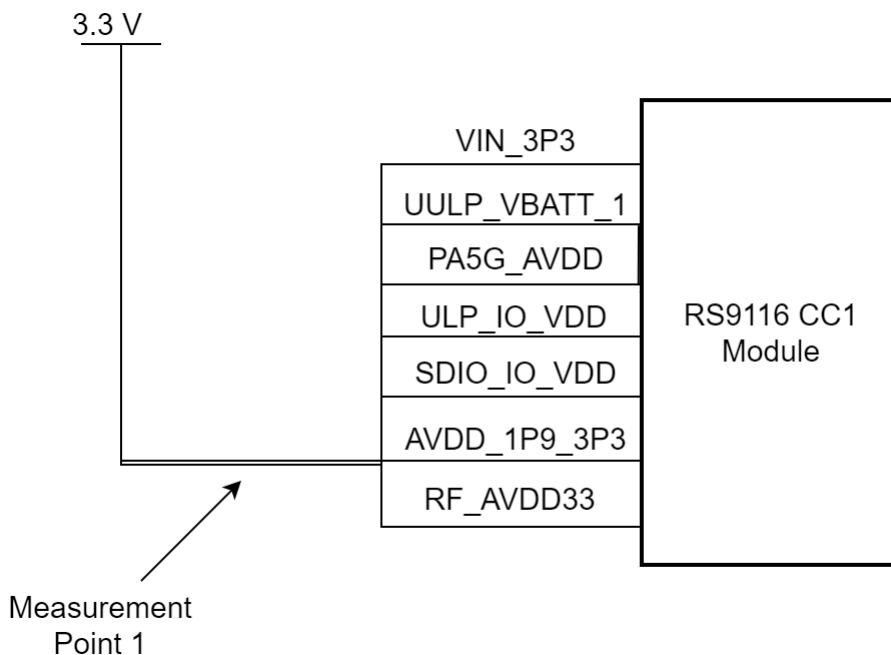 3.3 V
VIN_3P3
UULP_VBATT_1
PA5G_AVDD
ULP_IO_VDD
SDIO_IO_VDD
AVDD_1P9_3P3
RF_AVDD33
RS9116 CC1
Module
Measurement
Point 1